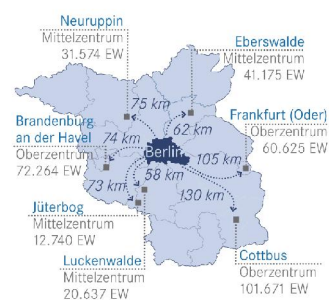 Neuruppin
Mittelzentrum
31.574 EW
Eberswalde
Mittelzentrum
41.175 EW
75 km
62 km
Brandenburg
an der Havel
Oberzentrum
72.264 EW
74 km
Berlin
Frankfurt (Oder)
Oberzentrum
60.625 EW
105 km
58 km
73 km
130 km
Jüterbog
Mittelzentrum
12.740 EW
Luckenwalde
Mittelzentrum
20.637 EW
Cottbus
Oberzentrum
101.671 EW